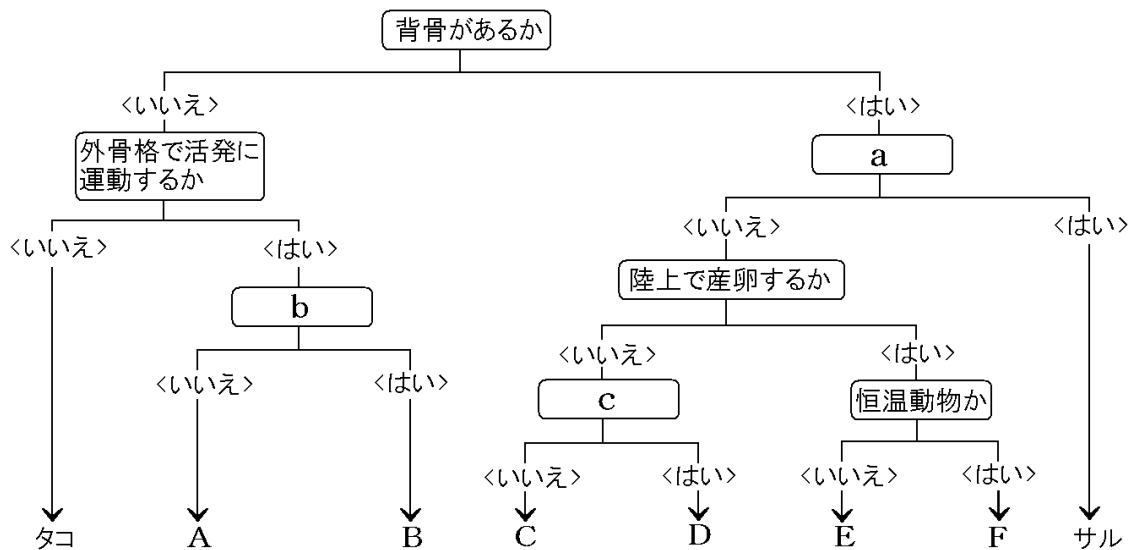 背骨があるか
<いいえ>
<はい>
外骨格で活発に
運動するか
a
<いいえ>
<はい>
<いいえ>
<はい>
陸上で産卵するか
b
<いいえ>
<はい>
<いいえ>
<はい>
c
恒温動物か
<いいえ>
<はい>
<いいえ>
<はい>
タコ
A
B
C
D
E
F
サル